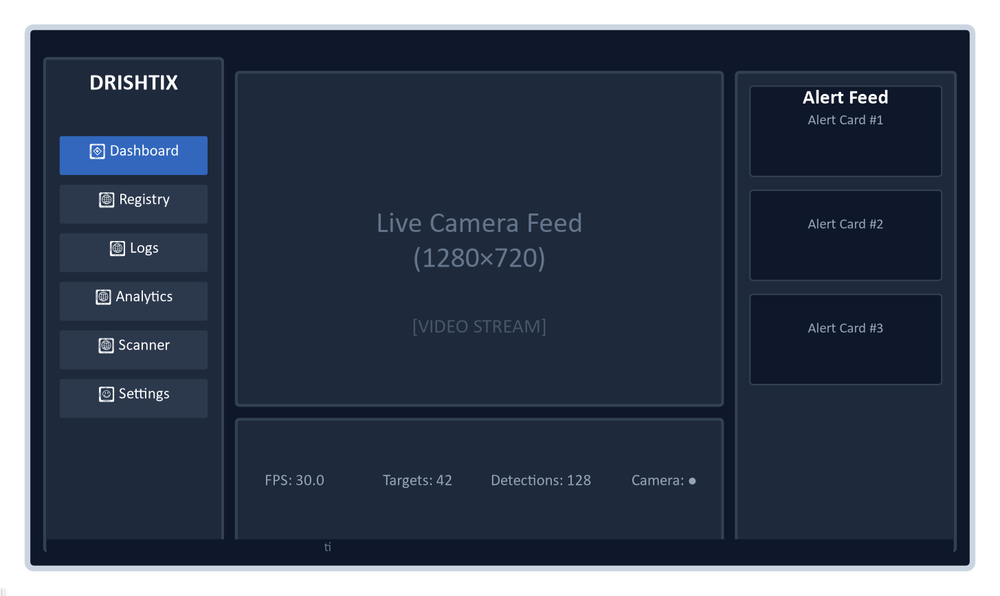 DRISHTIX
Dashboard
Registry
Logs
Analytics
Scanner
Settings
Live Camera Feed
(1280×720)
[VIDEO STREAM]
FPS: 30.0
Targets: 42
Detections: 128
Camera: ●
Alert Feed
Alert Card #1
Alert Card #2
Alert Card #3
ti